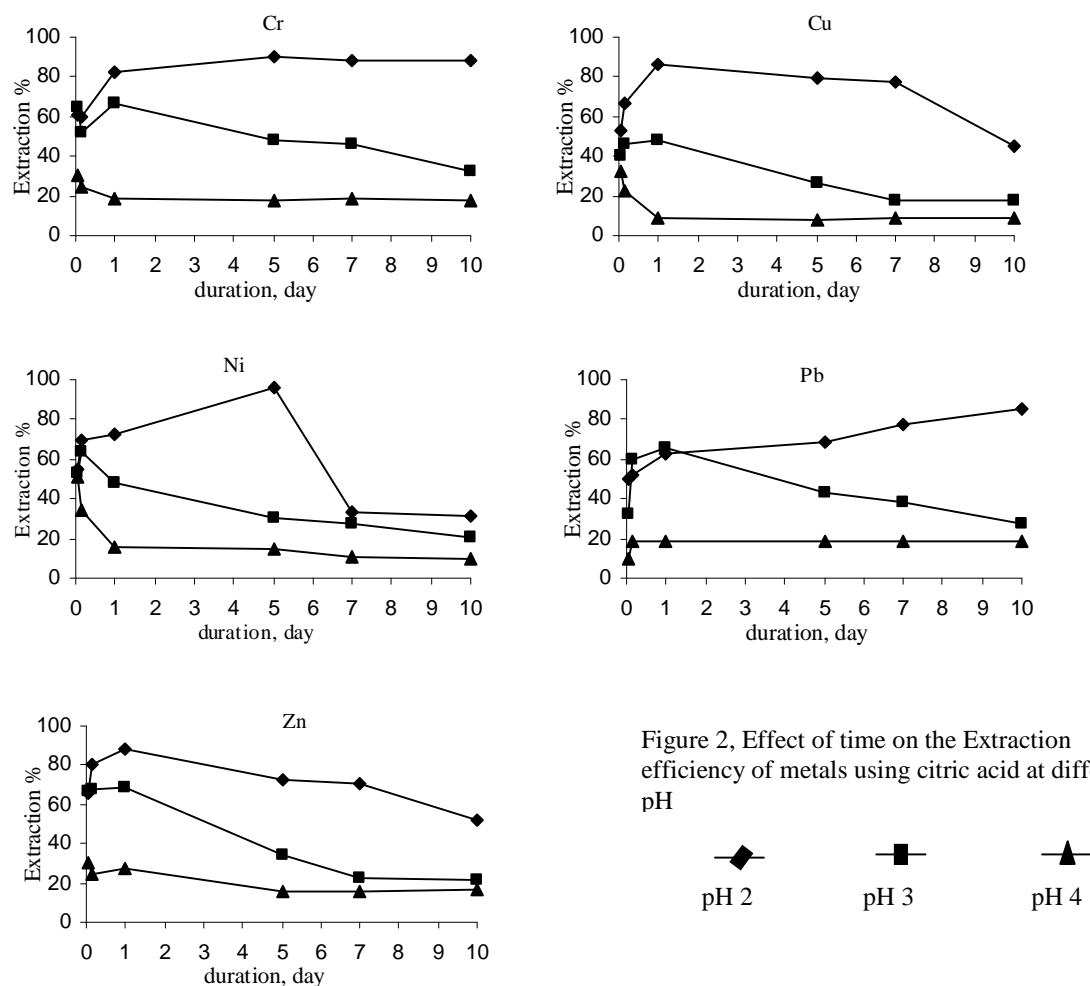 Cr
100
80
60
40
20
0
Extraction %
0 1 2 3 4 5 6 7 8 9 10
duration, day
Cu
100
80
60
40
20
0
Extraction %
0 1 2 3 4 5 6 7 8 9 10
duration, day
Ni
100
80
60
40
20
0
Extraction %
0 1 2 3 4 5 6 7 8 9 10
duration, day
Pb
100
80
60
40
20
0
Extraction %
0 1 2 3 4 5 6 7 8 9 10
duration, day
Zn
100
80
60
40
20
0
Extraction %
0 1 2 3 4 5 6 7 8 9 10
duration, day
Figure 2, Effect of time on the Extraction
efficiency of metals using citric acid at diffe
pH
pH 2 pH 3 pH 4